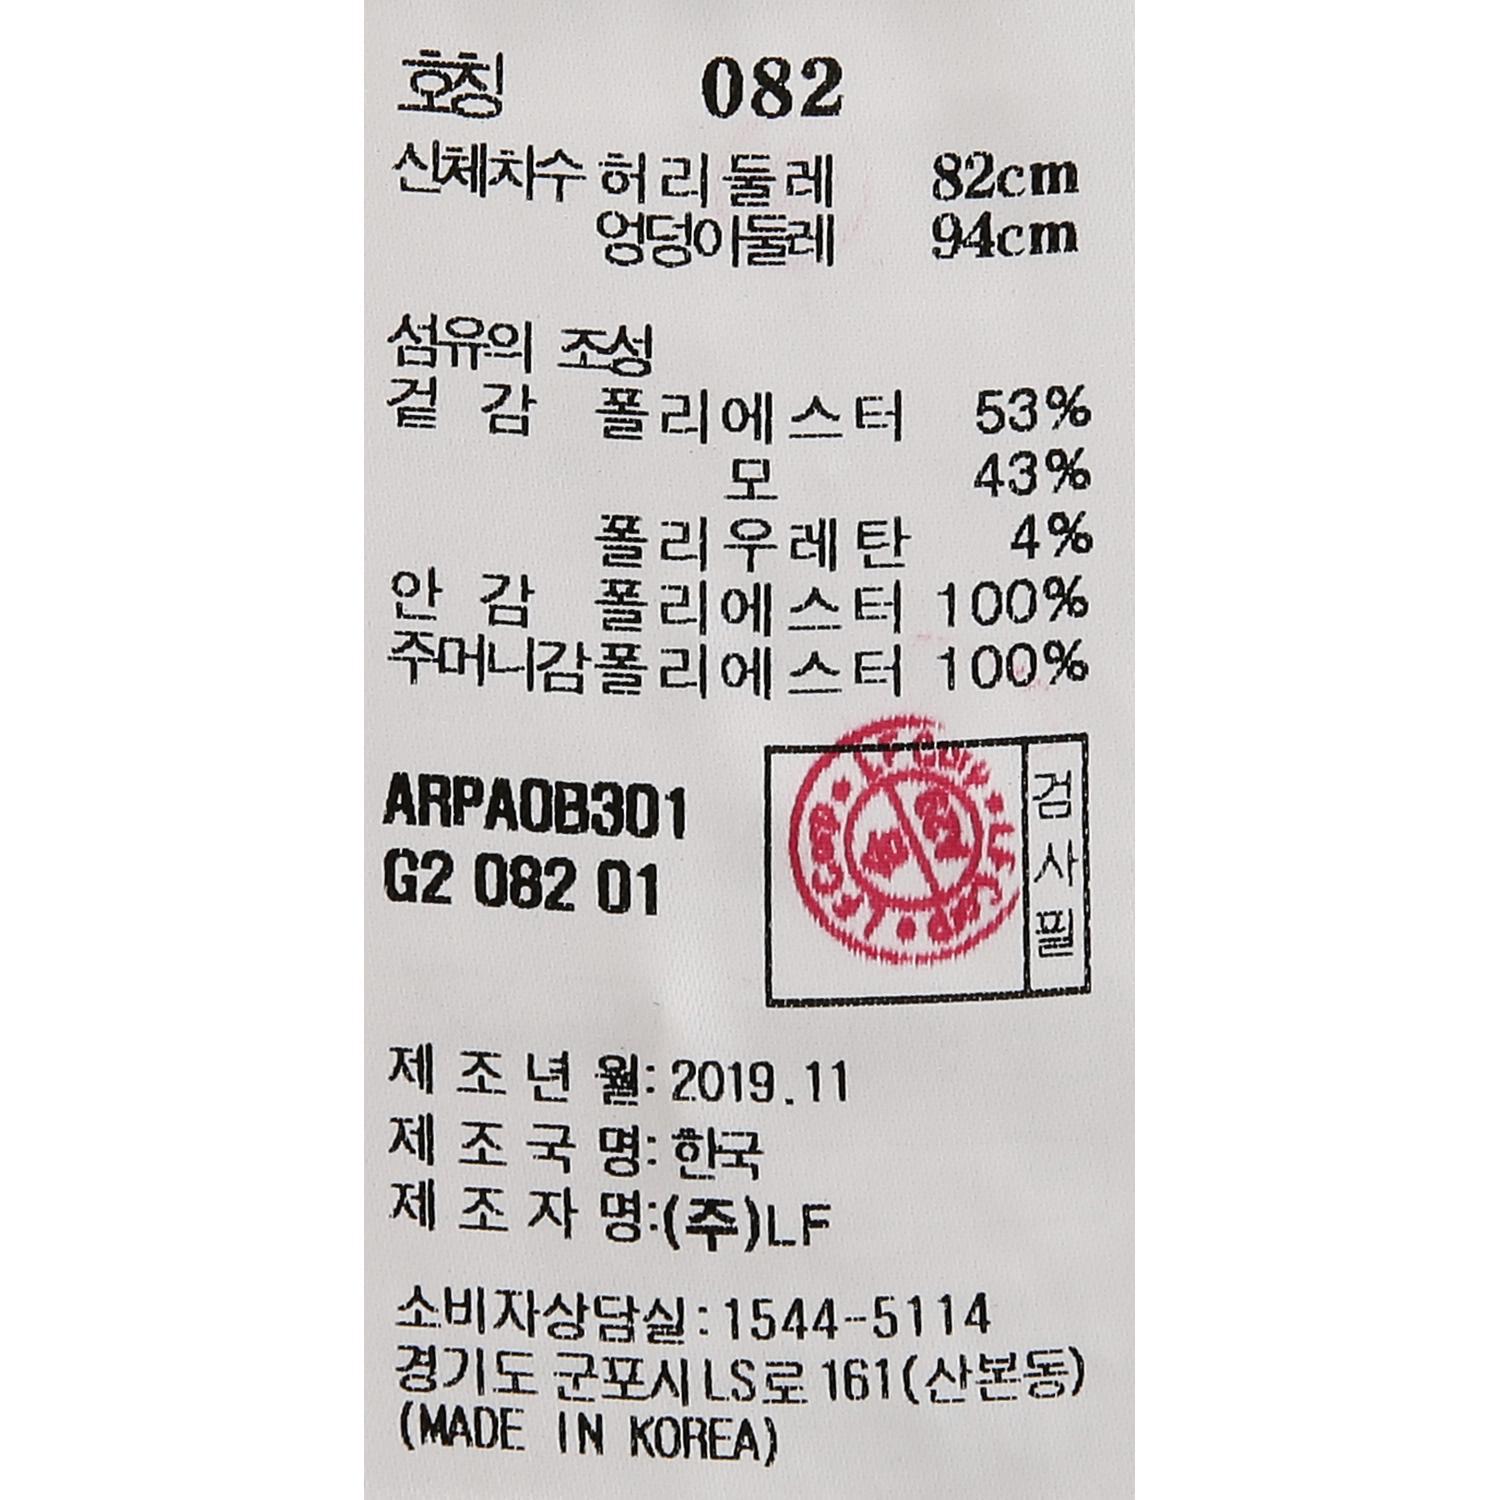 호칭 082
신체치수 허리둘레 82cm
엉덩이둘레 94cm
섬유의 조성
겉감 폴리에스터 53%
모 43%
폴리우레탄 4%
안감 폴리에스터 100%
주머니감 폴리에스터 100%
ARPA0B301
G2 082 01
검사필
제조년월: 2019.11
제조국명: 한국
제조자명:(주)LF
소비자상담실: 1544-5114
경기도 군포시 LS로 161(산본동)
(MADE IN KOREA)